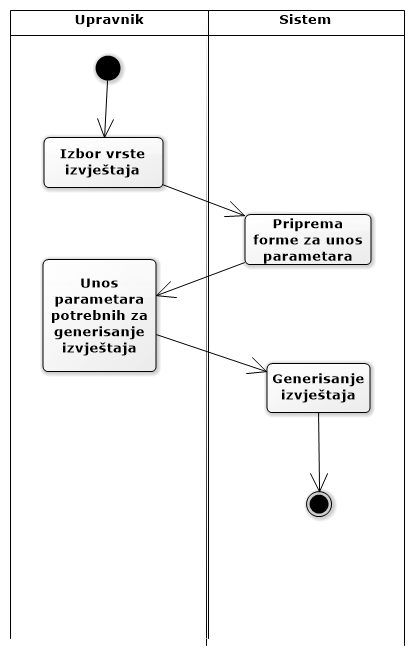 Upravnik
Sistem
Izbor vrste
izvještaja
Priprema
forme za unos
parametara
Unos
parametara
potrebnih za
generisanje
izvještaja
Generisanje
izvještaja